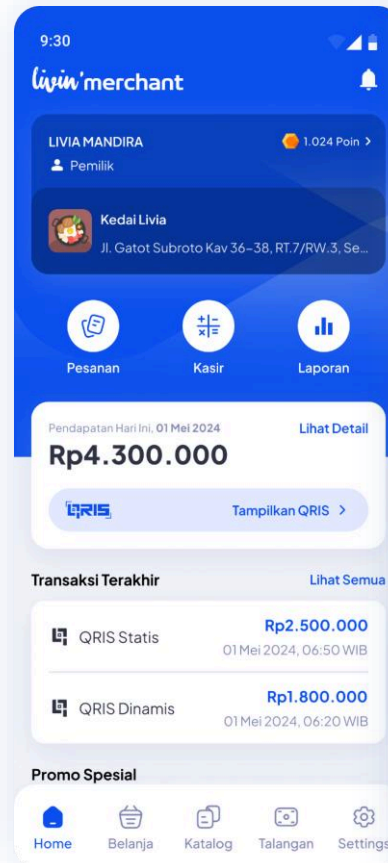 9:30
livin'merchant
LIVIA MANDIRA
1.024 Poin >
Pemilik
Kedai Livia
Jl. Gatot Subroto Kav 36–38, RT.7/RW.3, Se...
Pesanan
Kasir
Laporan
Pendapatan Hari Ini, 01 Mei 2024
Lihat Detail
Rp4.300.000
QRIS
Tampilkan QRIS >
Transaksi Terakhir
Lihat Semua
QRIS Statis
Rp2.500.000
01 Mei 2024, 06:50 WIB
QRIS Dinamis
Rp1.800.000
01 Mei 2024, 06:20 WIB
Promo Spesial
Home
Belanja
Katalog
Talangan
Settings